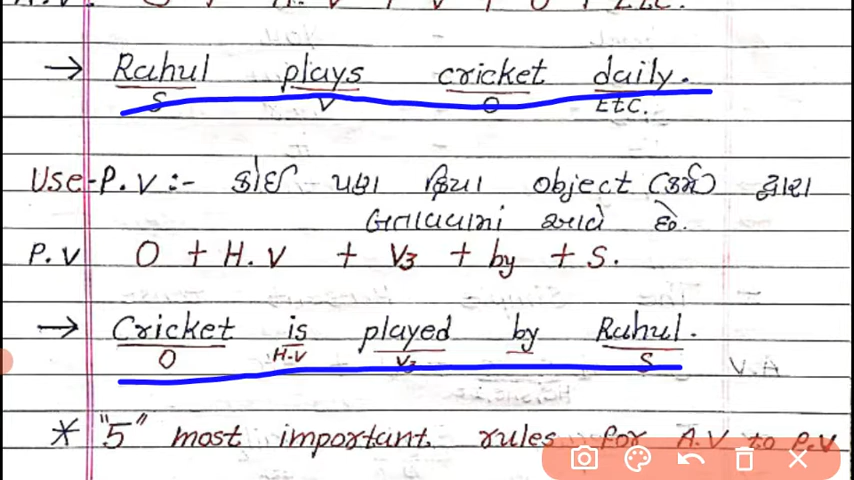 → Rahul plays cricket daily.
S V O Etc.
Use-P.V :- કોઈ પણ ક્રિયા object (કર્મ) દ્વારા
બતાવવામાં આવે છે.
P.V O + H.V + V3 + by + S.
→ Cricket is played by Rahul.
O H.V V3 S
* "5" most important rules for A.V to P.V